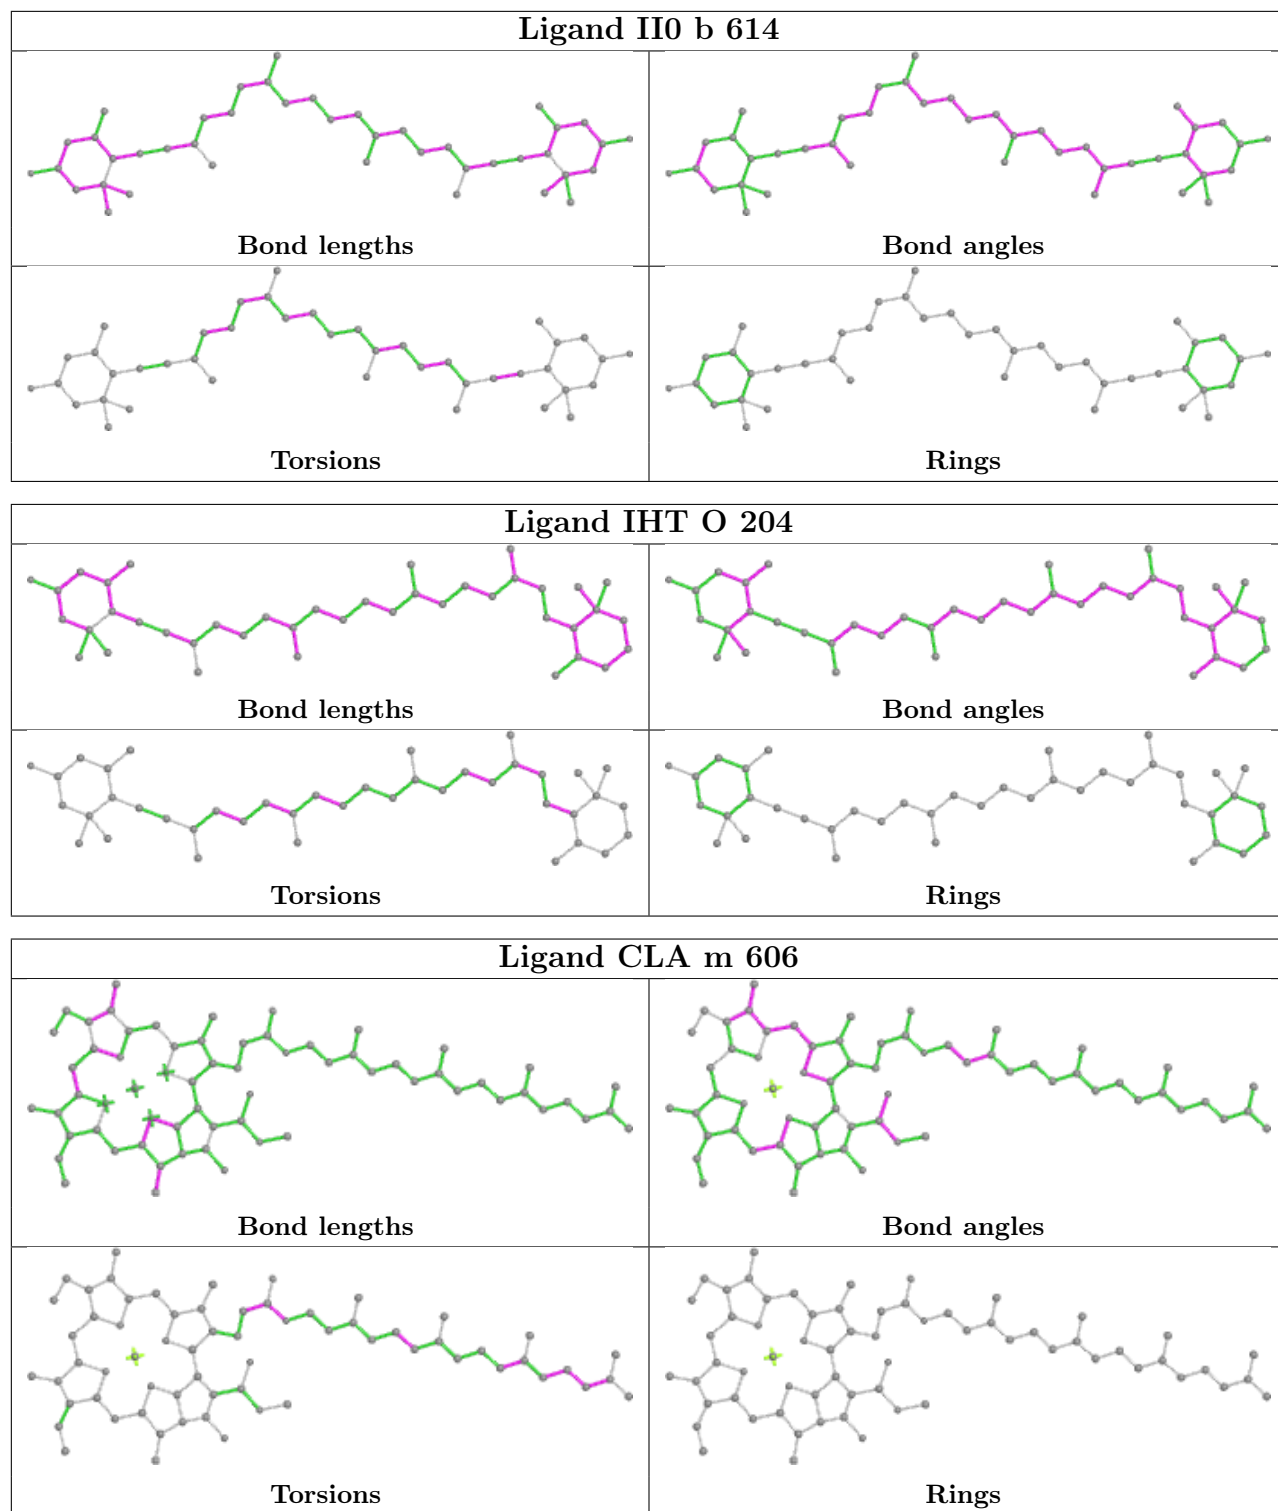 Ligand II0 b 614
Bond lengths
Bond angles
Torsions
Rings
Ligand IHT O 204
Bond lengths
Bond angles
Torsions
Rings
Ligand CLA m 606
Bond lengths
Bond angles
Torsions
Rings